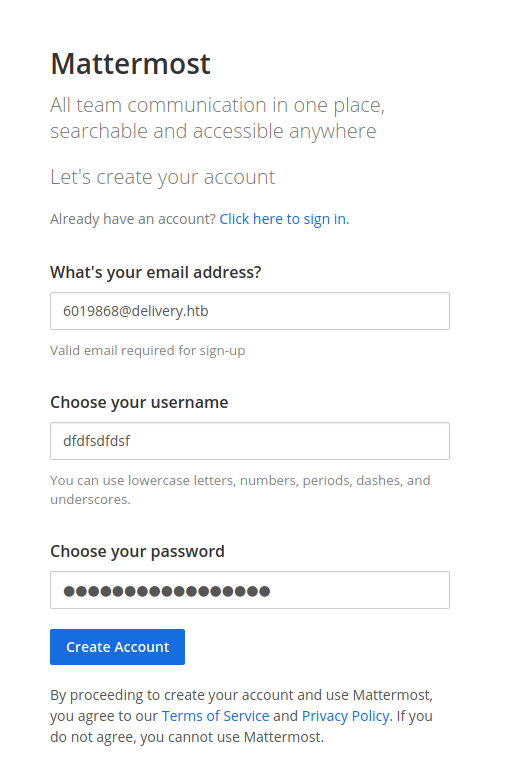 Mattermost
All team communication in one place,
searchable and accessible anywhere
Let's create your account
Already have an account? Click here to sign in.
What's your email address?
6019868@delivery.htb
Valid email required for sign-up
Choose your username
dfdfsdfdsf
You can use lowercase letters, numbers, periods, dashes, and
underscores.
Choose your password
●●●●●●●●●●●●●●●●●
Create Account
By proceeding to create your account and use Mattermost,
you agree to our Terms of Service and Privacy Policy. If you
do not agree, you cannot use Mattermost.